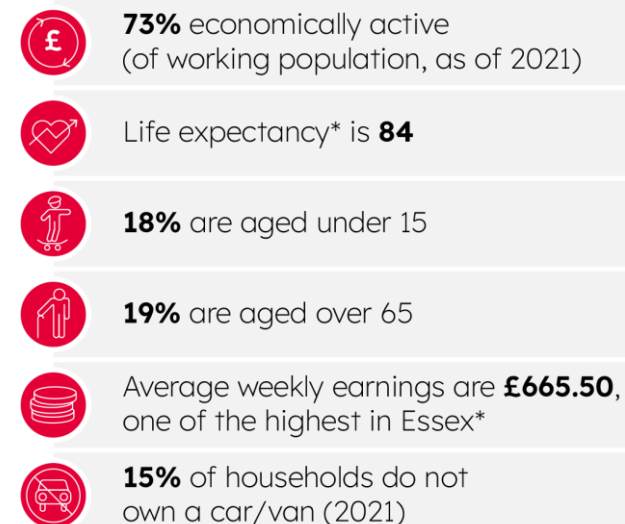 £
73% economically active
(of working population, as of 2021)
Life expectancy* is 84
18% are aged under 15
19% are aged over 65
Average weekly earnings are £665.50,
one of the highest in Essex*
15% of households do not
own a car/van (2021)